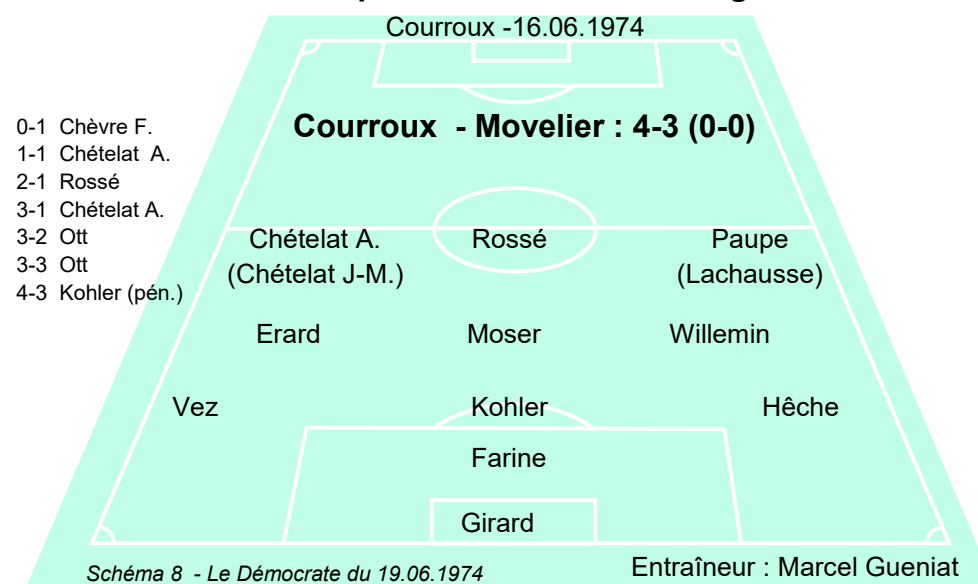 Courroux -16.06.1974
Courroux - Movelier : 4-3 (0-0)
0-1 Chèvre F.
1-1 Chételat A.
2-1 Rossé
3-1 Chételat A.
3-2 Ott
3-3 Ott
4-3 Kohler (pén.)
Chételat A. Rossé Paupe
(Chételat J-M.) (Lachausse)
Erard Moser Willemin
Vez Kohler Hêche
Farine
Girard
Schéma 8 - Le Démocrate du 19.06.1974
Entraîneur : Marcel Gueniat